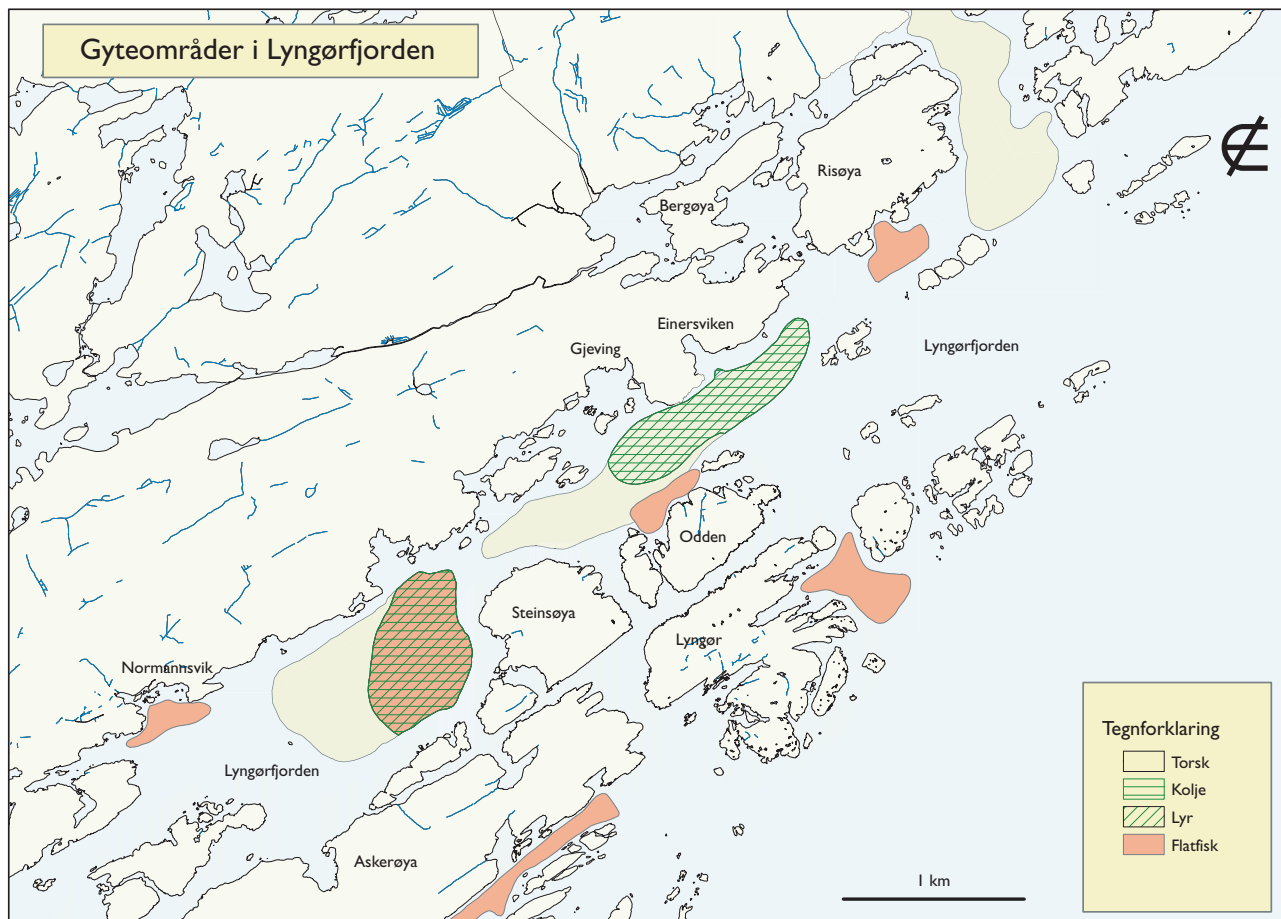 Gyteområder i Lyngørfjorden
Risøya
Bergøya
Einersviken
Gjeving
Lyngørfjorden
Odden
Steinsøya
Lyngør
Normannsvik
Lyngørfjorden
Askerøya
Tegnforklaring
Torsk
Kolje
Lyr
Flatfisk
1 km